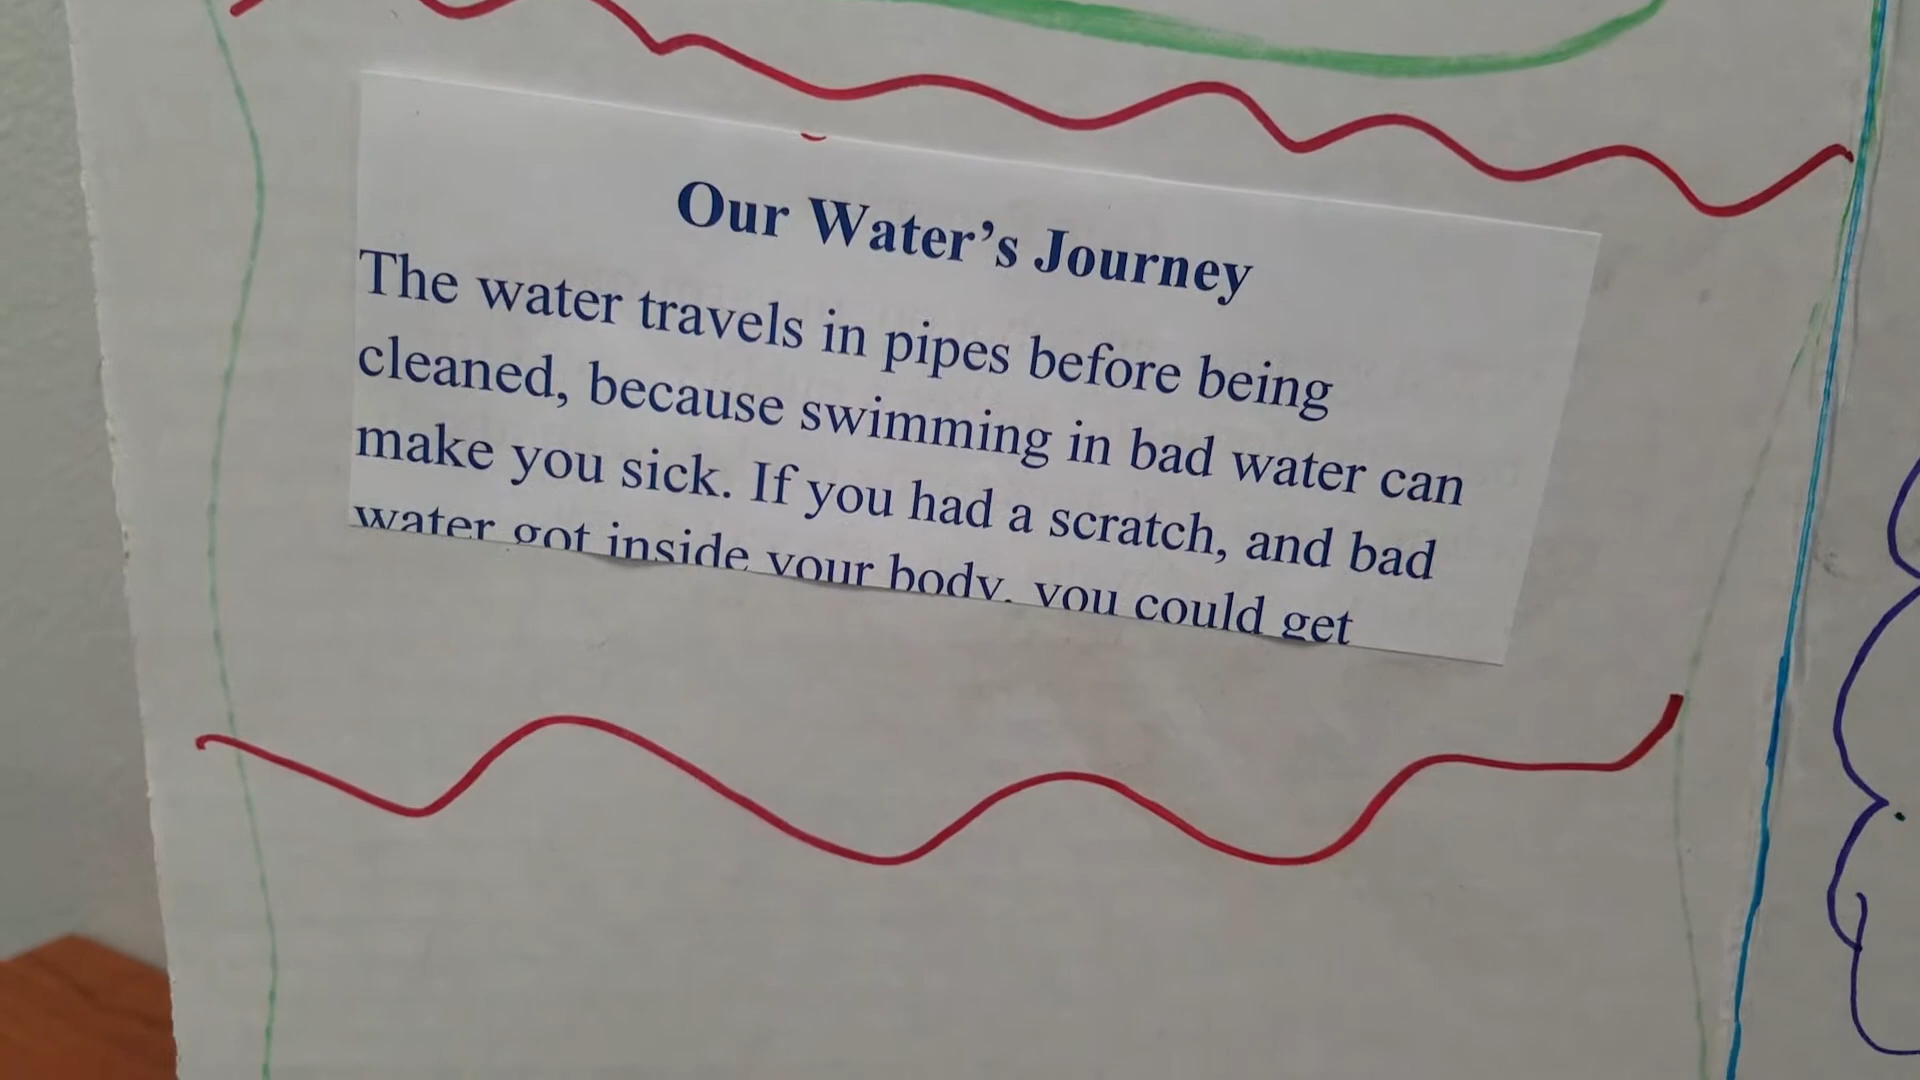 Our Water's Journey
The water travels in pipes before being
cleaned, because swimming in bad water can
make you sick. If you had a scratch, and bad
water got inside your body, you could get